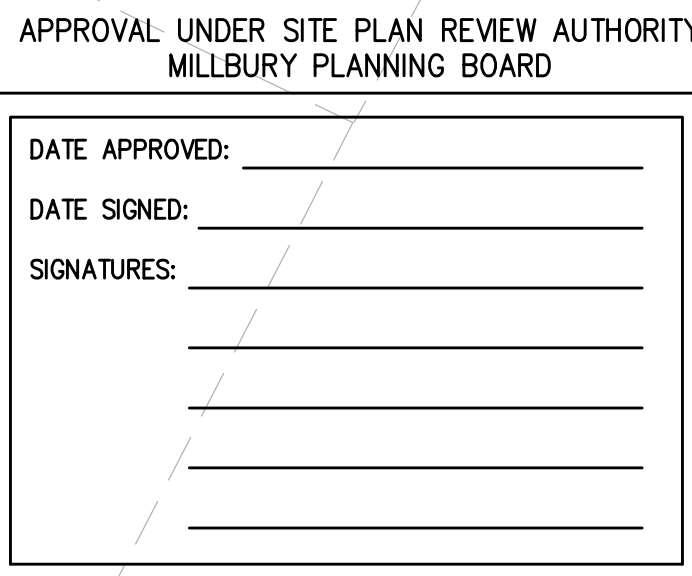 APPROVAL UNDER SITE PLAN REVIEW AUTHORITY
MILLBURY PLANNING BOARD
DATE APPROVED:
DATE SIGNED:
SIGNATURES: